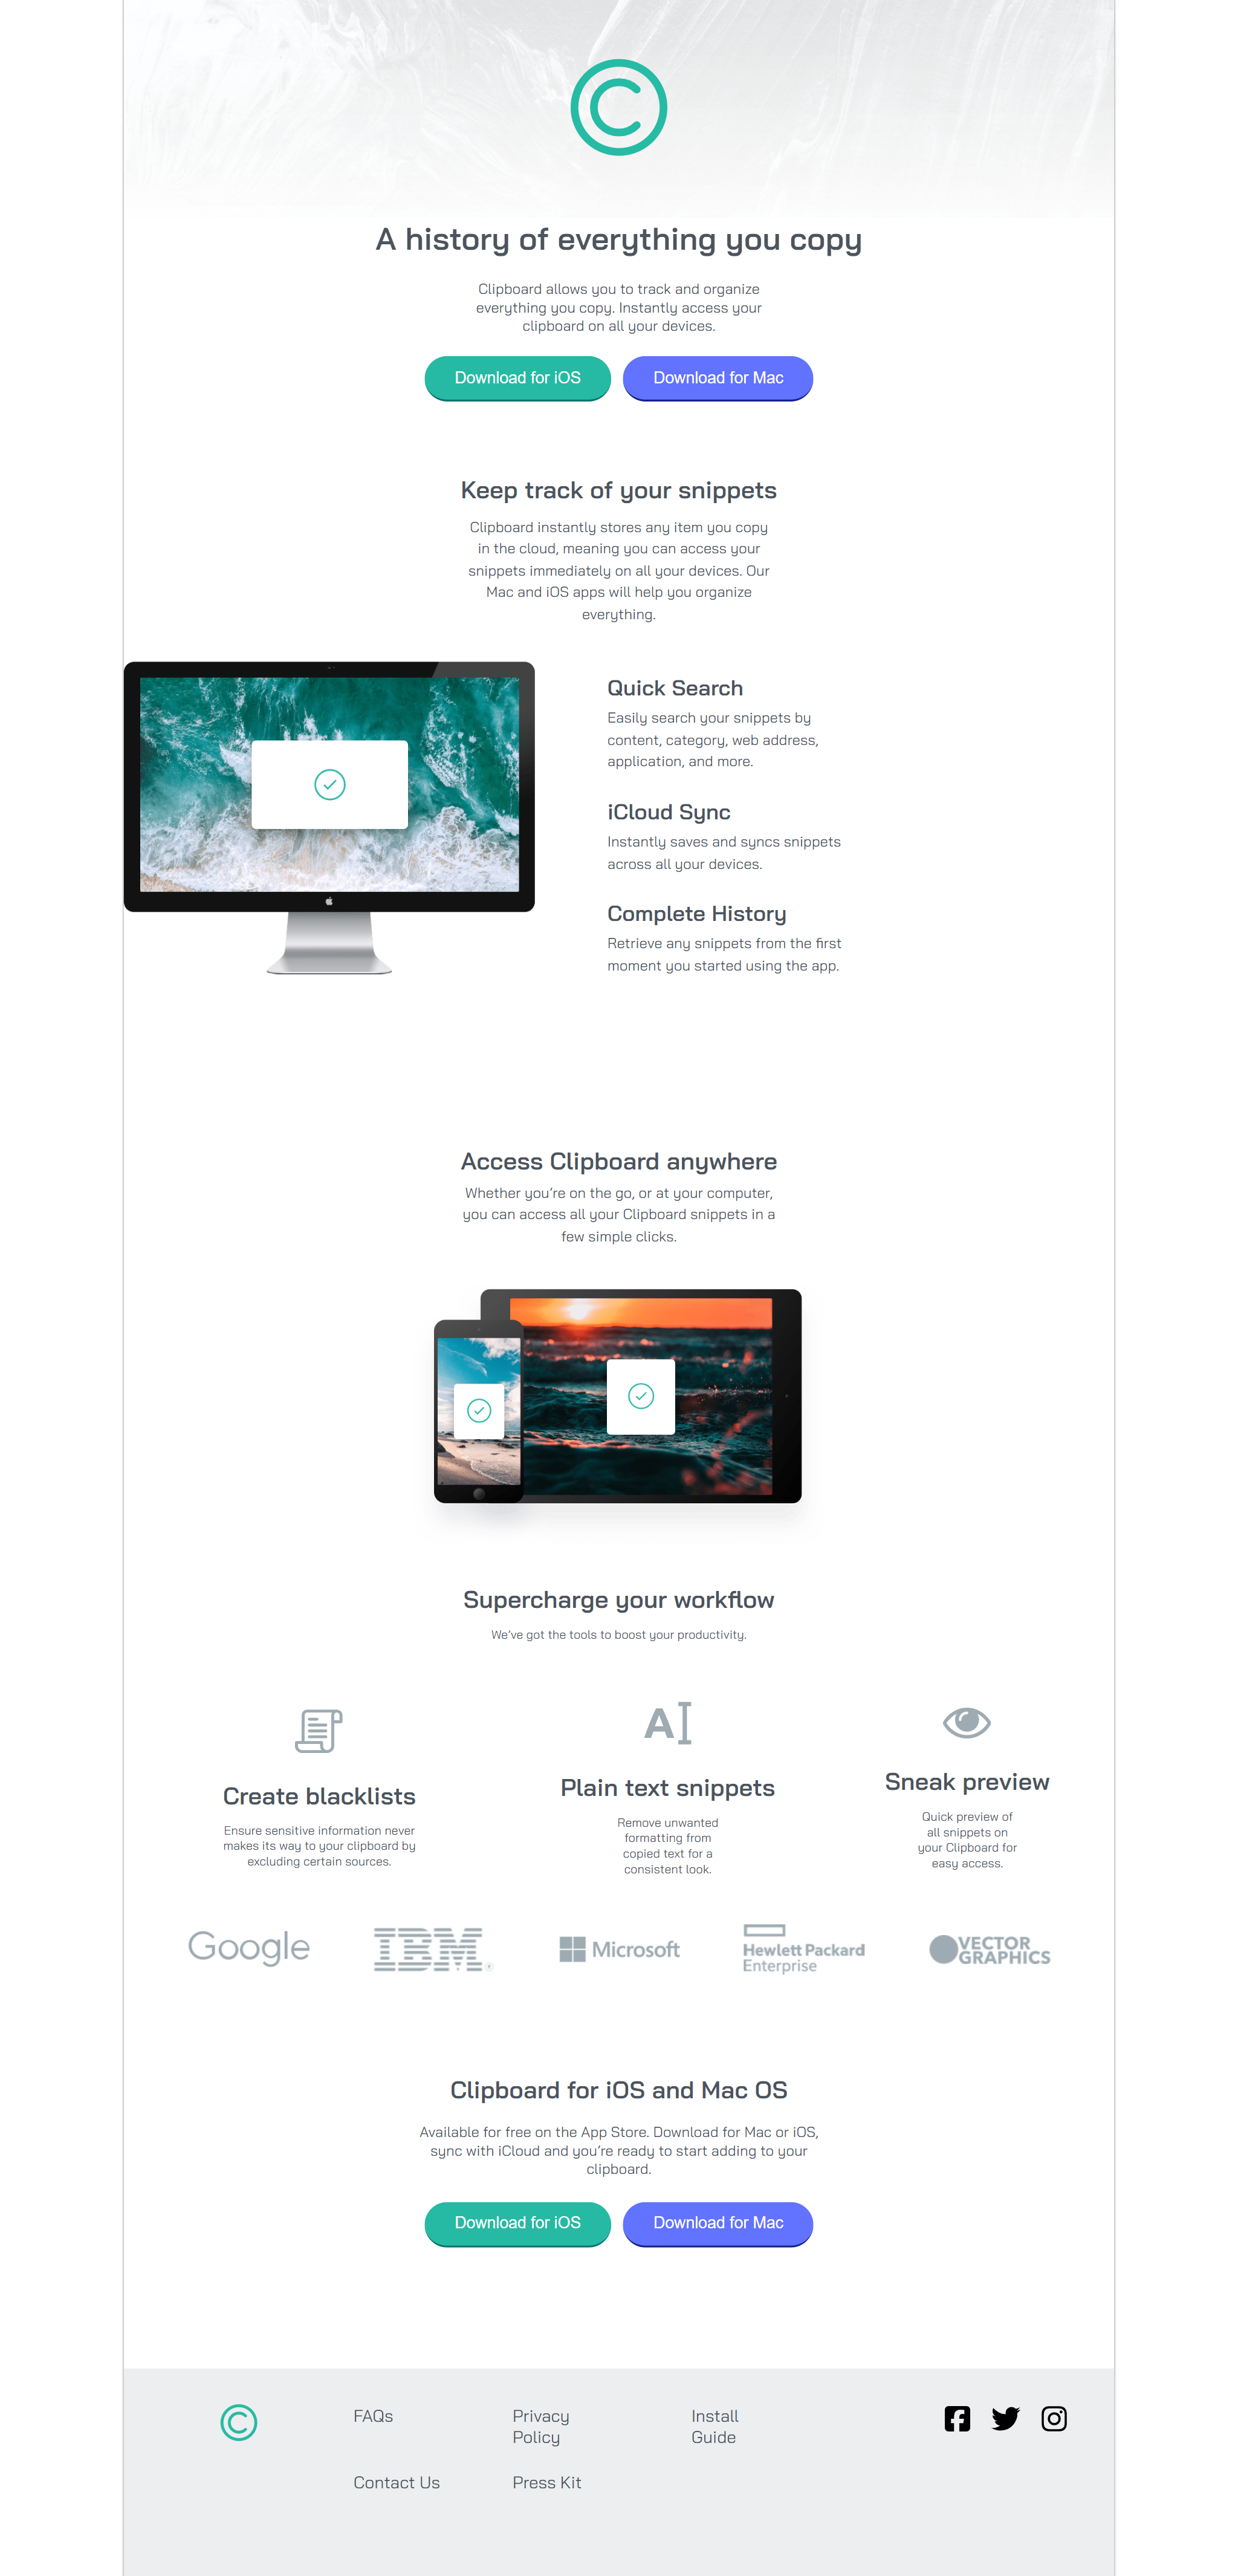 A history of everything you copy
Clipboard allows you to track and organize
everything you copy. Instantly access your
clipboard on all your devices.
Download for iOS
Download for Mac
Keep track of your snippets
Clipboard instantly stores any item you copy
in the cloud, meaning you can access your
snippets immediately on all your devices. Our
Mac and iOS apps will help you organize
everything.
Quick Search
Easily search your snippets by
content, category, web address,
application, and more.
iCloud Sync
Instantly saves and syncs snippets
across all your devices.
Complete History
Retrieve any snippets from the first
moment you started using the app.
Access Clipboard anywhere
Whether you’re on the go, or at your computer,
you can access all your Clipboard snippets in a
few simple clicks.
Supercharge your workflow
We’ve got the tools to boost your productivity.
Create blacklists
Ensure sensitive information never
makes its way to your clipboard by
excluding certain sources.
Plain text snippets
Remove unwanted
formatting from
copied text for a
consistent look.
Sneak preview
Quick preview of
all snippets on
your Clipboard for
easy access.
Google
IBM
Microsoft
Hewlett Packard
Enterprise
VECTOR
GRAPHICS
Clipboard for iOS and Mac OS
Available for free on the App Store. Download for Mac or iOS,
sync with iCloud and you’re ready to start adding to your
clipboard.
Download for iOS
Download for Mac
FAQs
Privacy
Policy
Install
Guide
Contact Us
Press Kit